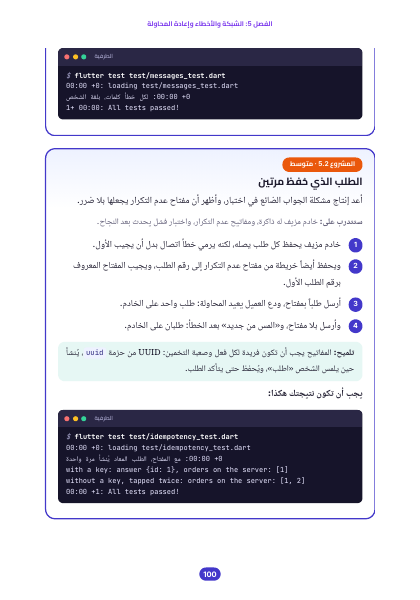 الفصل 5: الشبكة والأخطاء وإعادة المحاولة
الطرفية
$ flutter test test/messages_test.dart
00:00 +0: loading test/messages_test.dart
00:00 +0: لكل خطأ كلمات، بلغة الشخص
00:00 +1: All tests passed!
المشروع 5.2 · متوسط
الطلب الذي حُفظ مرتين
أعد إنتاج مشكلة الجواب الضائع في اختبار، وأظهر أن مفتاح عدم التكرار يجعلها بلا ضرر.
ستتدرب على: خادم مزيف له ذاكرة، ومفاتيح عدم التكرار، واختبار فشل يحدث بعد النجاح.
1 خادم مزيف يحفظ كل طلب يصله، لكنه يرمي خطأ اتصال بدل أن يجيب الأول.
2 ويحفظ أيضاً خريطة من مفتاح عدم التكرار إلى رقم الطلب، ويجيب المفتاح المعروف
برقم الطلب الأول.
3 أرسل طلباً بمفتاح، ودع العميل يعيد المحاولة: طلب واحد على الخادم.
4 وأرسل بلا مفتاح، و«المس من جديد» بعد الخطأ: طلبان على الخادم.
تلميح: المفاتيح يجب أن تكون فريدة لكل فعل وصعبة التخمين: UUID من حزمة uuid ، يُنشأ
حين يلمس الشخص «اطلب»، ويُحفظ حتى يتأكد الطلب.
يجب أن تكون نتيجتك هكذا:
الطرفية
$ flutter test test/idempotency_test.dart
00:00 +0: loading test/idempotency_test.dart
00:00 +0: مع المفتاح، الطلب المعاد يُنشأ مرة واحدة
with a key: answer {id: 1}, orders on the server: [1]
without a key, tapped twice: orders on the server: [1, 2]
00:00 +1: All tests passed!
100